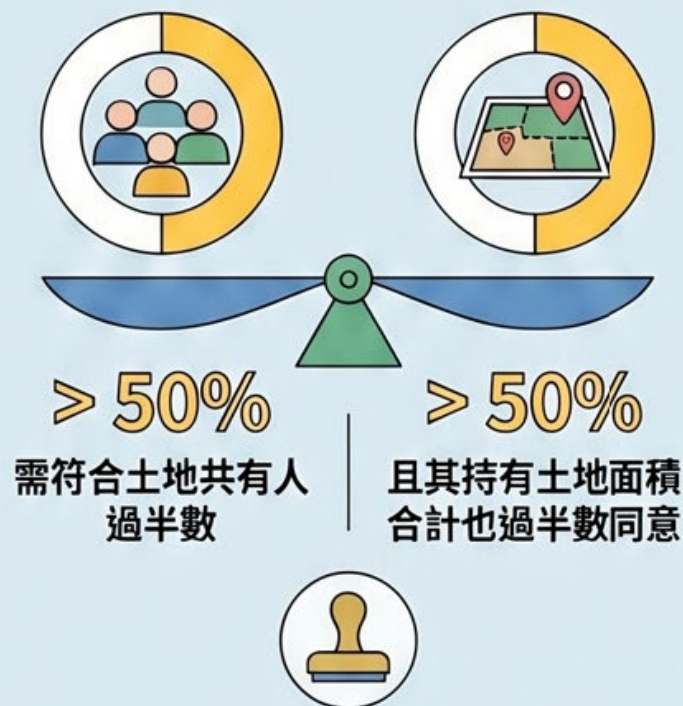 > 50%
需符合土地共有人
過半數
> 50%
且其持有土地面積
合計也過半數同意